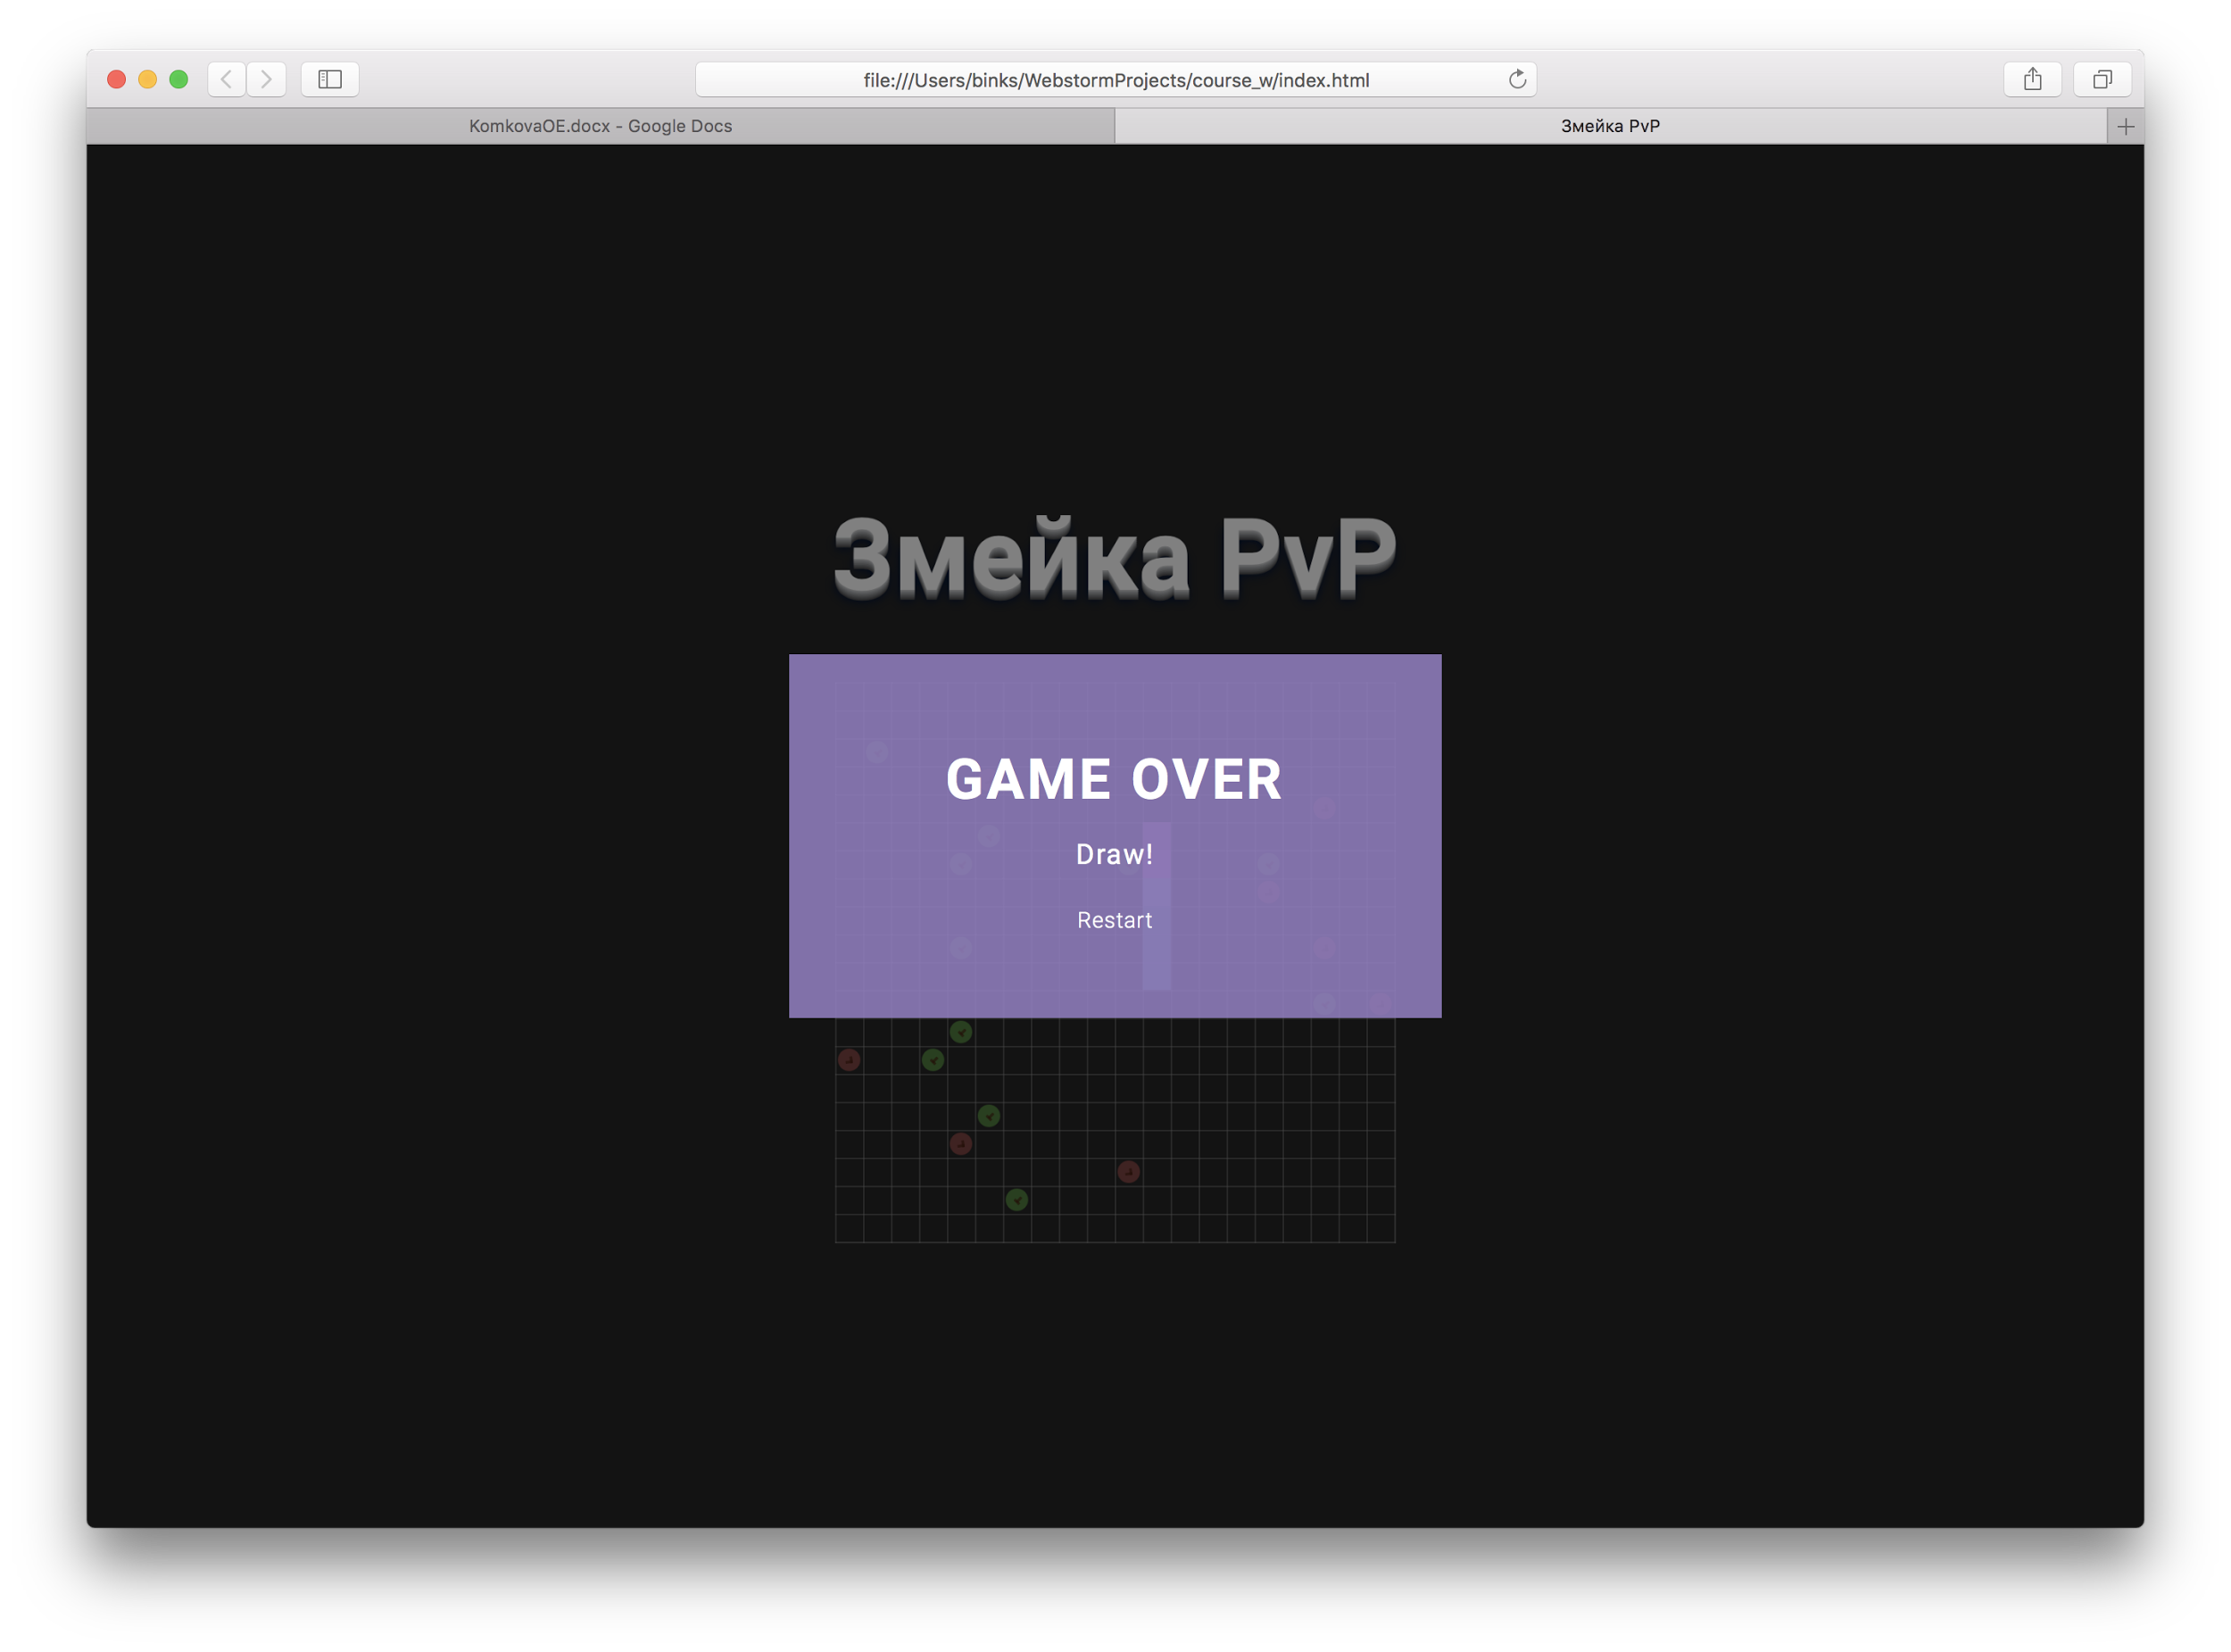 file:///Users/binks/WebstormProjects/course_w/index.html
KomkovaOE.docx - Google Docs
Змейка PvP
Змейка PvP
GAME OVER
Draw!
Restart